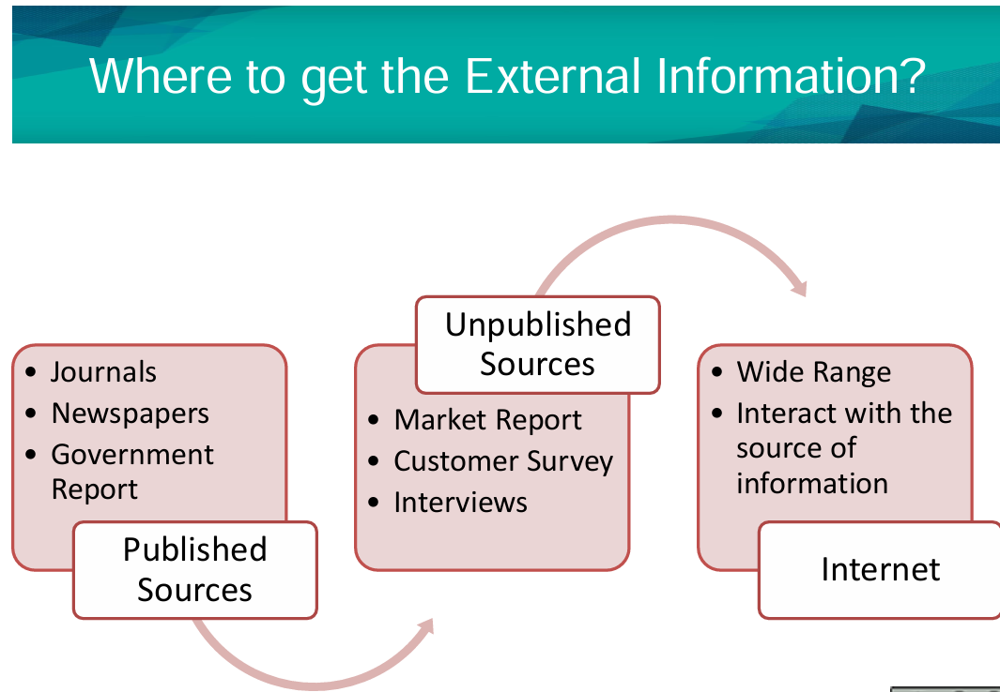 Where to get the External Information?
• Journals
• Newspapers
• Government
Report
Published
Sources
Unpublished
Sources
• Market Report
• Customer Survey
• Interviews
• Wide Range
• Interact with the
source of
information
Internet